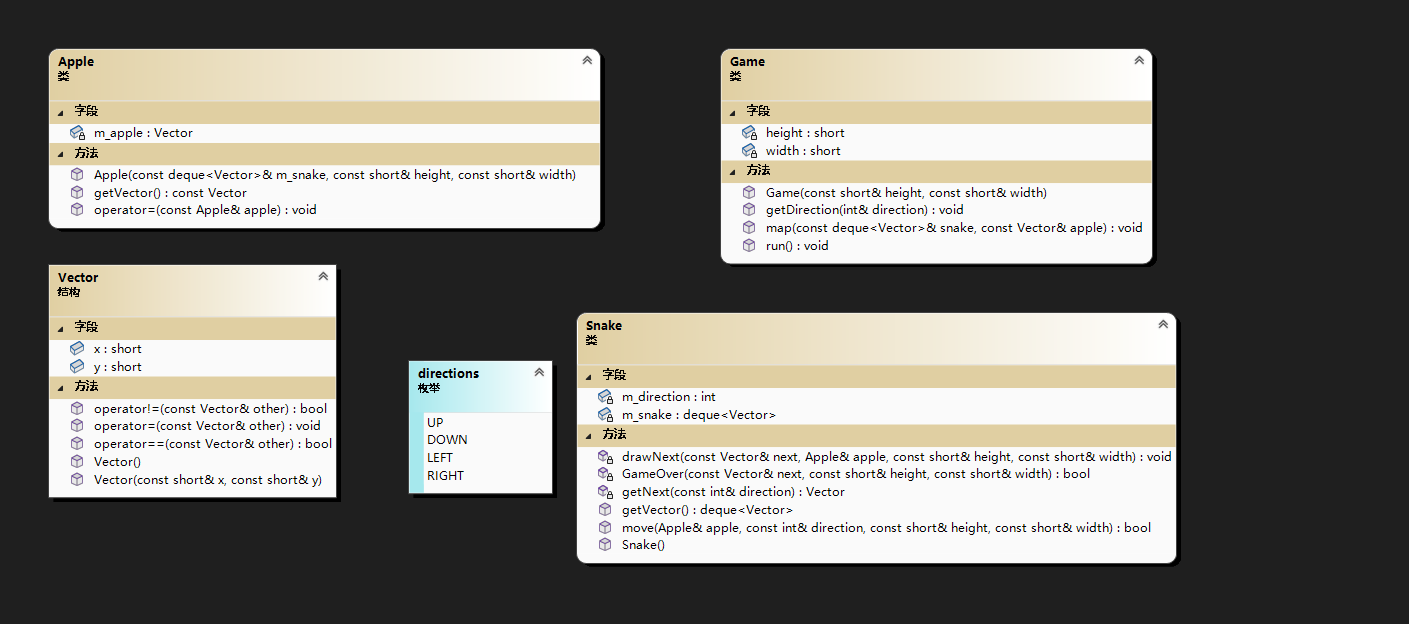 Apple
类
字段
m_apple : Vector
方法
Apple(const deque<Vector>& m_snake, const short& height, const short& width)
getVector() : const Vector
operator=(const Apple& apple) : void
Game
类
字段
height : short
width : short
方法
Game(const short& height, const short& width)
getDirection(int& direction) : void
map(const deque<Vector>& snake, const Vector& apple) : void
run() : void
Vector
结构
字段
x : short
y : short
方法
operator!=(const Vector& other) : bool
operator=(const Vector& other) : void
operator==(const Vector& other) : bool
Vector()
Vector(const short& x, const short& y)
directions
枚举
UP
DOWN
LEFT
RIGHT
Snake
类
字段
m_direction : int
m_snake : deque<Vector>
方法
drawNext(const Vector& next, Apple& apple, const short& height, const short& width) : void
GameOver(const Vector& next, const short& height, const short& width) : bool
getNext(const int& direction) : Vector
getVector() : deque<Vector>
move(Apple& apple, const int& direction, const short& height, const short& width) : bool
Snake()